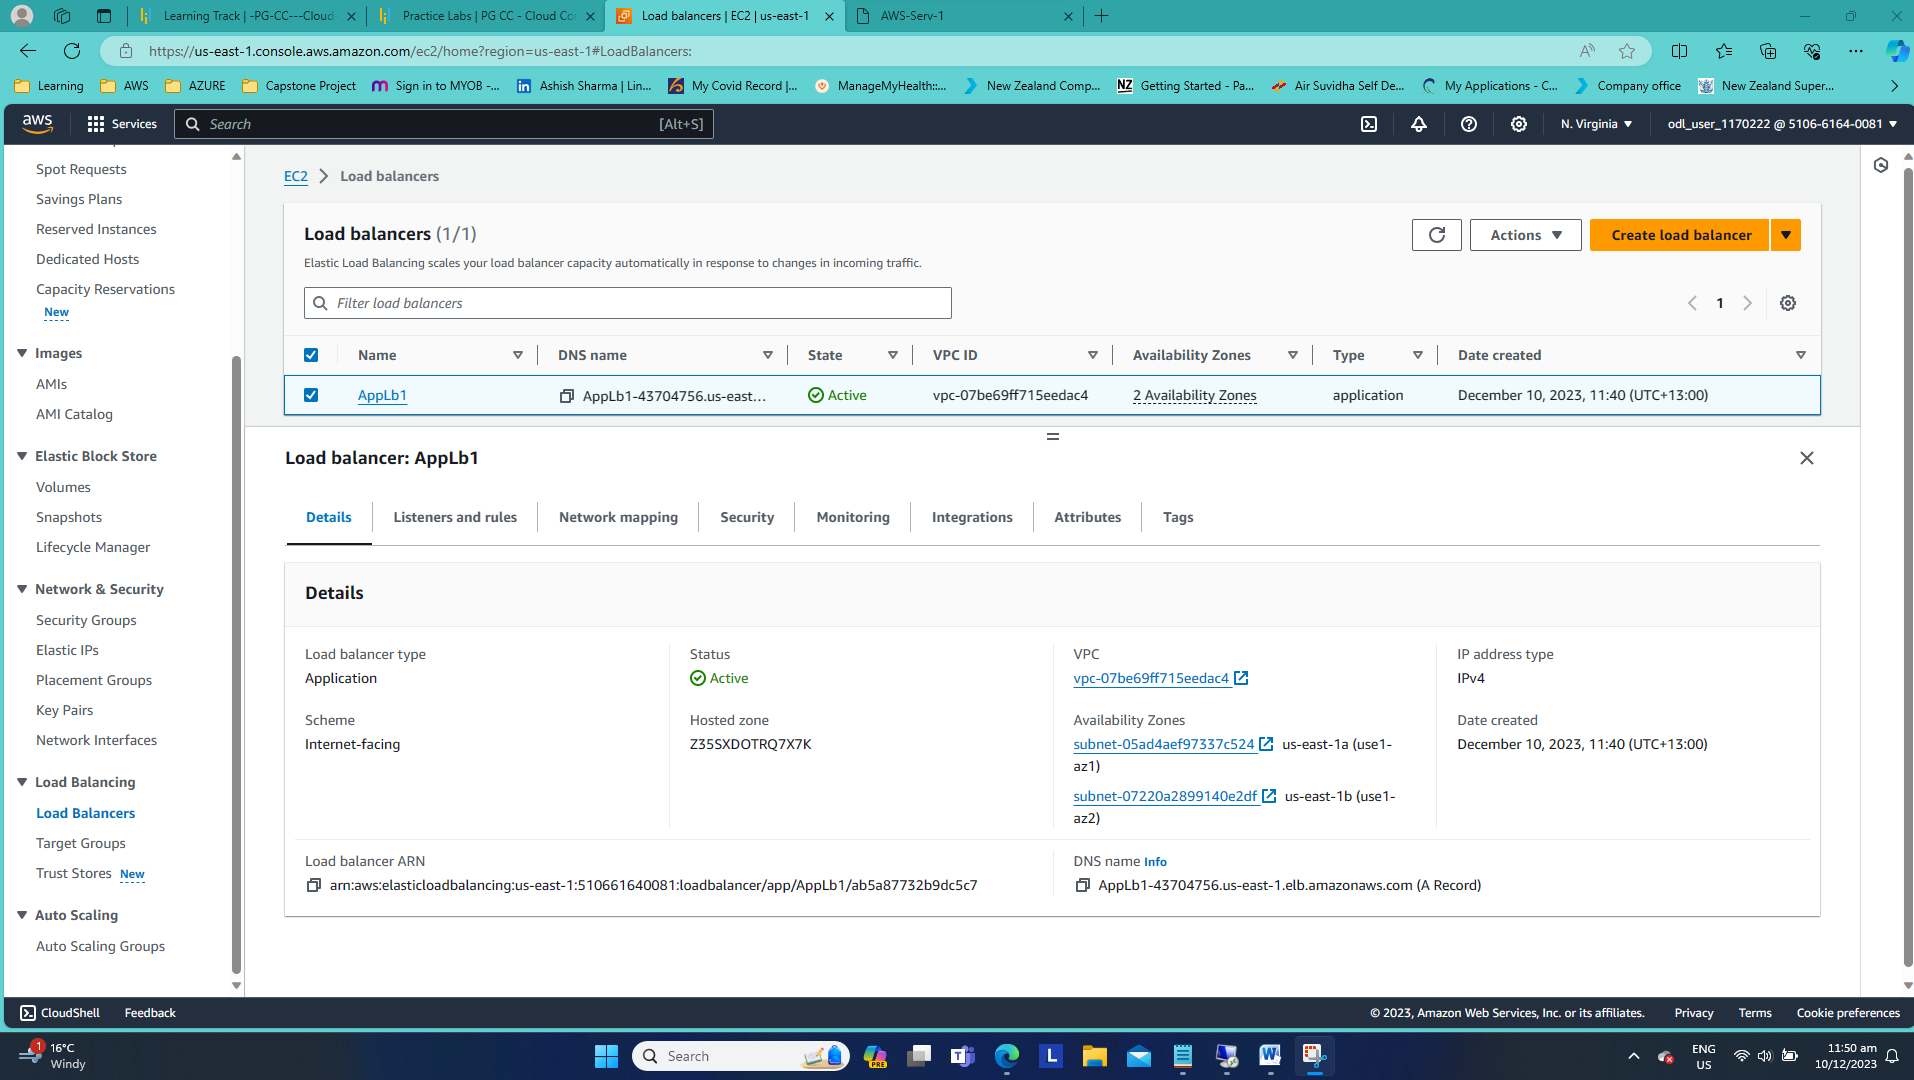 Learning Track | -PG-CC---Cloud-
Practice Labs | PG CC - Cloud Co
Load balancers | EC2 | us-east-1
AWS-Serv-1
https://us-east-1.console.aws.amazon.com/ec2/home?region=us-east-1#LoadBalancers:
Learning
AWS
AZURE
Capstone Project
Sign in to MYOB -...
Ashish Sharma | Lin...
My Covid Record |...
ManageMyHealth:...
New Zealand Comp...
NZ
Getting Started - Pa...
Air Suvidha Self De...
My Applications - C...
Company office
New Zealand Super...
aws
Services
Search
[Alt+S]
N. Virginia
odl_user_1170222 @ 5106-6164-0081
Spot Requests
Savings Plans
Reserved Instances
Dedicated Hosts
Capacity Reservations
New
Images
AMIs
AMI Catalog
Elastic Block Store
Volumes
Snapshots
Lifecycle Manager
Network & Security
Security Groups
Elastic IPs
Placement Groups
Key Pairs
Network Interfaces
Load Balancing
Load Balancers
Target Groups
Trust Stores New
Auto Scaling
Auto Scaling Groups
EC2
Load balancers
Load balancers (1/1)
Elastic Load Balancing scales your load balancer capacity automatically in response to changes in incoming traffic.
Actions
Create load balancer
Filter load balancers
1
Name
DNS name
State
VPC ID
Availability Zones
Type
Date created
AppLb1
AppLb1-43704756.us-east...
Active
vpc-07be69ff715eedac4
2 Availability Zones
application
December 10, 2023, 11:40 (UTC+13:00)
Load balancer: AppLb1
Details
Listeners and rules
Network mapping
Security
Monitoring
Integrations
Attributes
Tags
Details
Load balancer type
Application
Scheme
Internet-facing
Status
Active
Hosted zone
Z35SXDOTRQ7X7K
VPC
vpc-07be69ff715eedac4
Availability Zones
subnet-05ad4aef97337c524 us-east-1a (use1-
az1)
subnet-07220a2899140e2df us-east-1b (use1-
az2)
IP address type
IPv4
Date created
December 10, 2023, 11:40 (UTC+13:00)
Load balancer ARN
arn:aws:elasticloadbalancing:us-east-1:510661640081:loadbalancer/app/AppLb1/ab5a87732b9dc5c7
DNS name Info
AppLb1-43704756.us-east-1.elb.amazonaws.com (A Record)
CloudShell
Feedback
© 2023, Amazon Web Services, Inc. or its affiliates.
Privacy
Terms
Cookie preferences
1
16°C
Windy
Search
PRE
L
ENG
US
11:50 am
10/12/2023